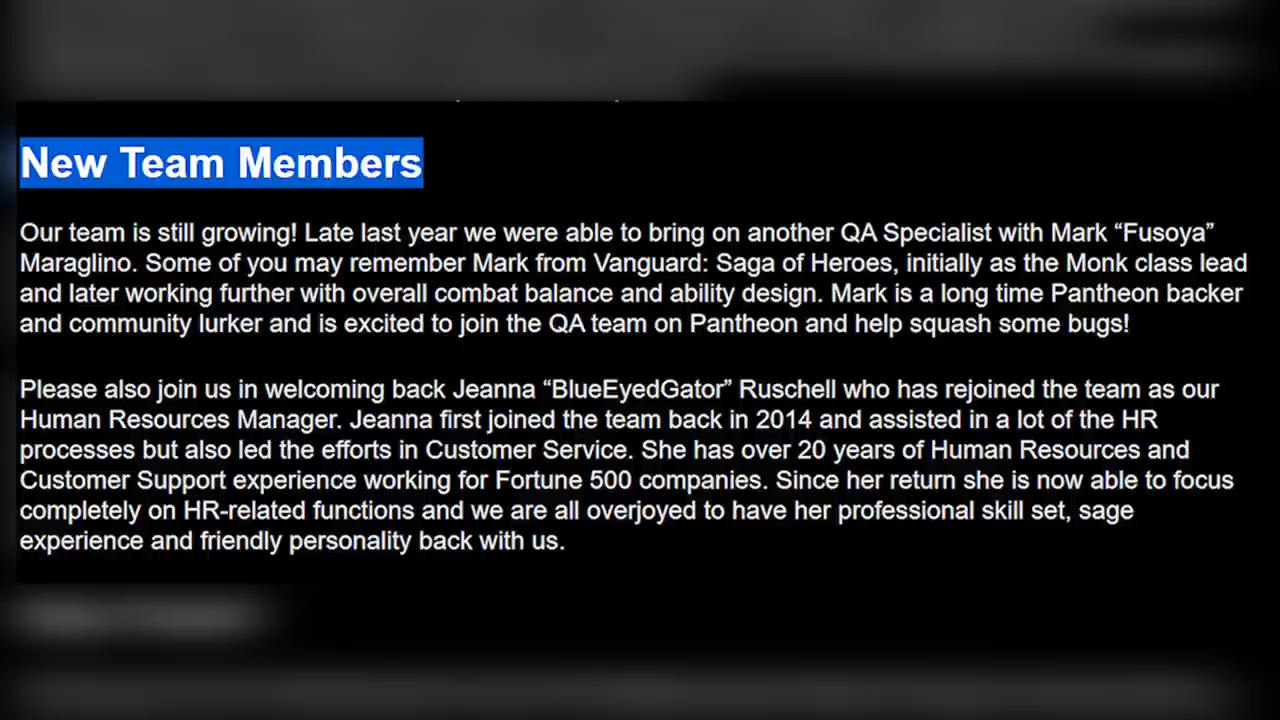 New Team Members
Our team is still growing! Late last year we were able to bring on another QA Specialist with Mark “Fusoya”
Maraglino. Some of you may remember Mark from Vanguard: Saga of Heroes, initially as the Monk class lead
and later working further with overall combat balance and ability design. Mark is a long time Pantheon backer
and community lurker and is excited to join the QA team on Pantheon and help squash some bugs!
Please also join us in welcoming back Jeanna “BlueEyedGator” Ruschell who has rejoined the team as our
Human Resources Manager. Jeanna first joined the team back in 2014 and assisted in a lot of the HR
processes but also led the efforts in Customer Service. She has over 20 years of Human Resources and
Customer Support experience working for Fortune 500 companies. Since her return she is now able to focus
completely on HR-related functions and we are all overjoyed to have her professional skill set, sage
experience and friendly personality back with us.